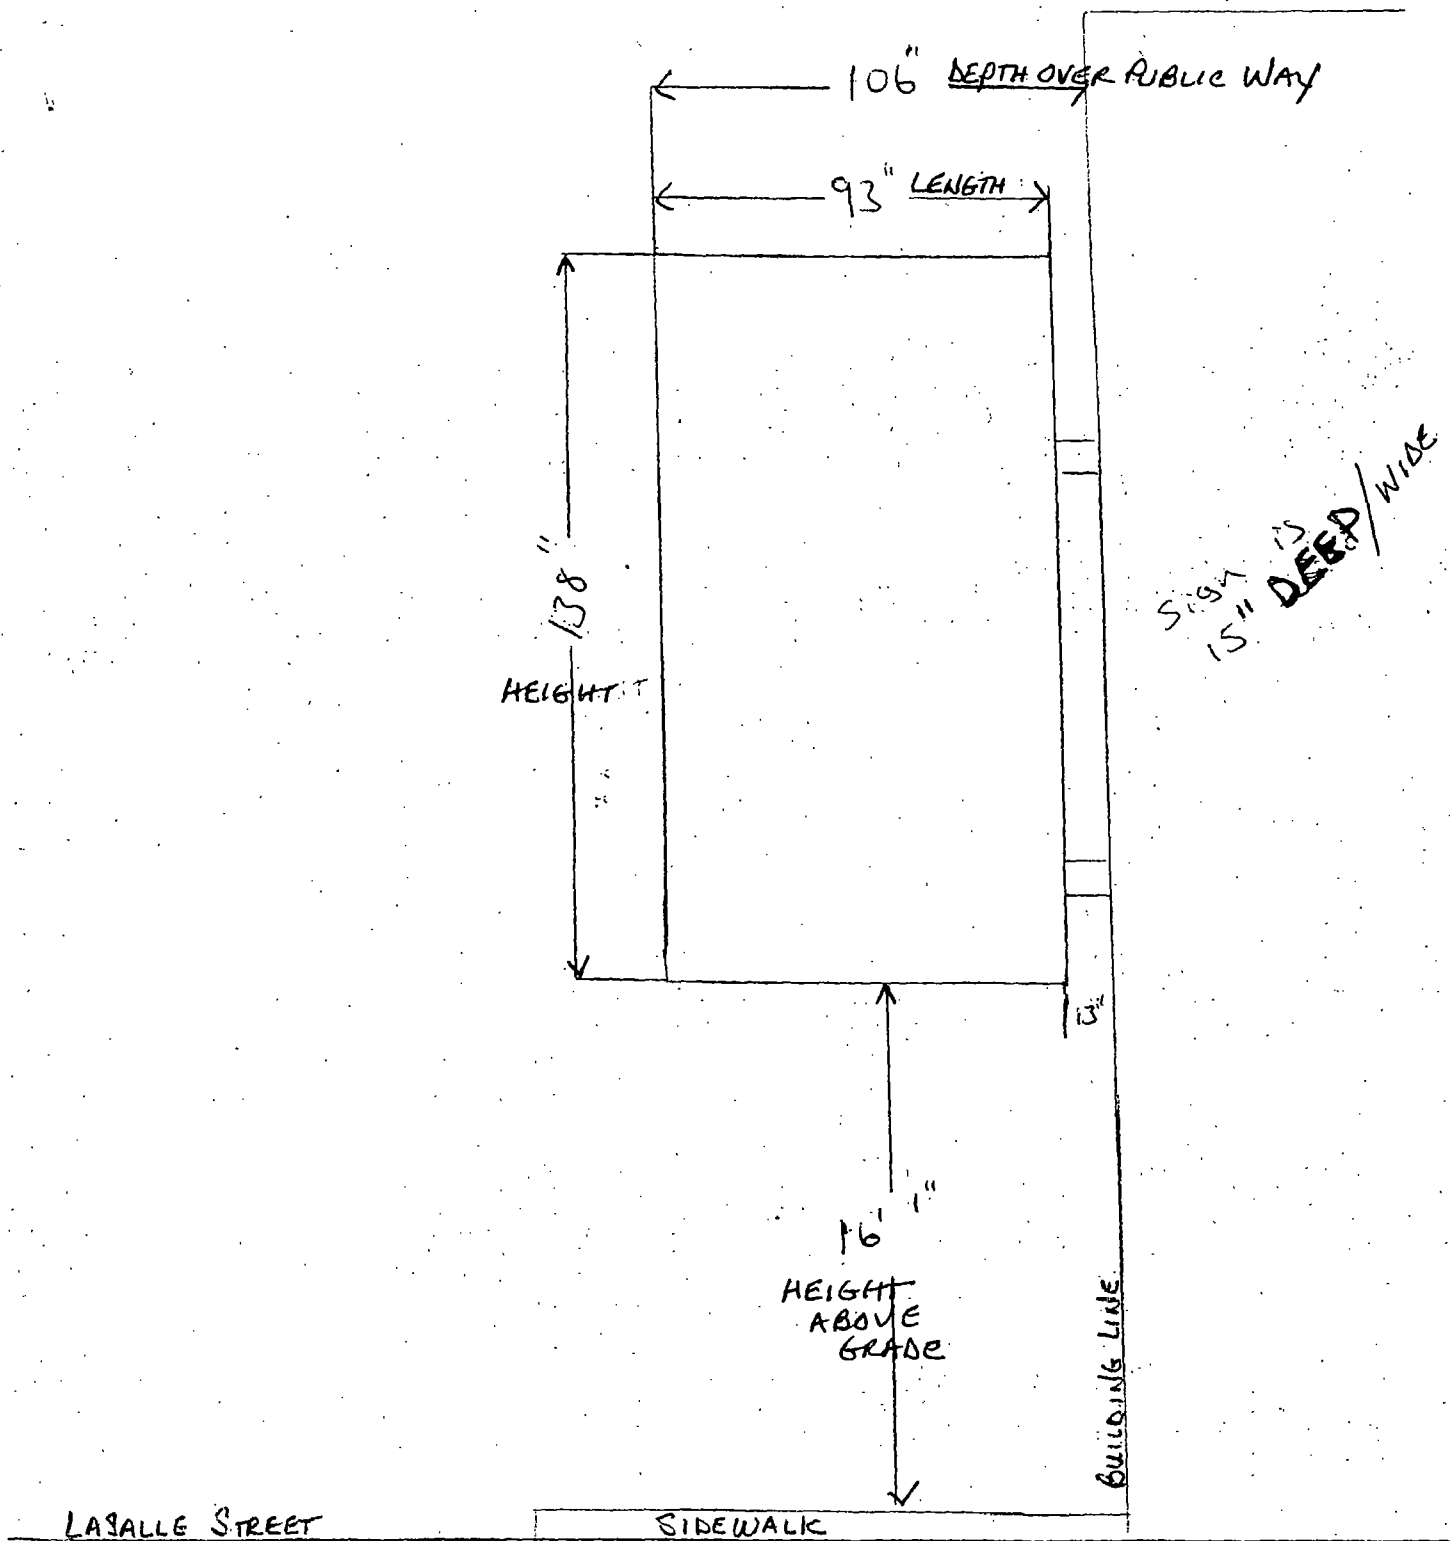 106" DEPTH OVER PUBLIC WAY
93" LENGTH
138"
HEIGHT
Sign is
15" DEEP/WIDE
13"
16' 1"
HEIGHT
ABOVE
GRADE
BUILDING LINE
LASALLE STREET
SIDEWALK